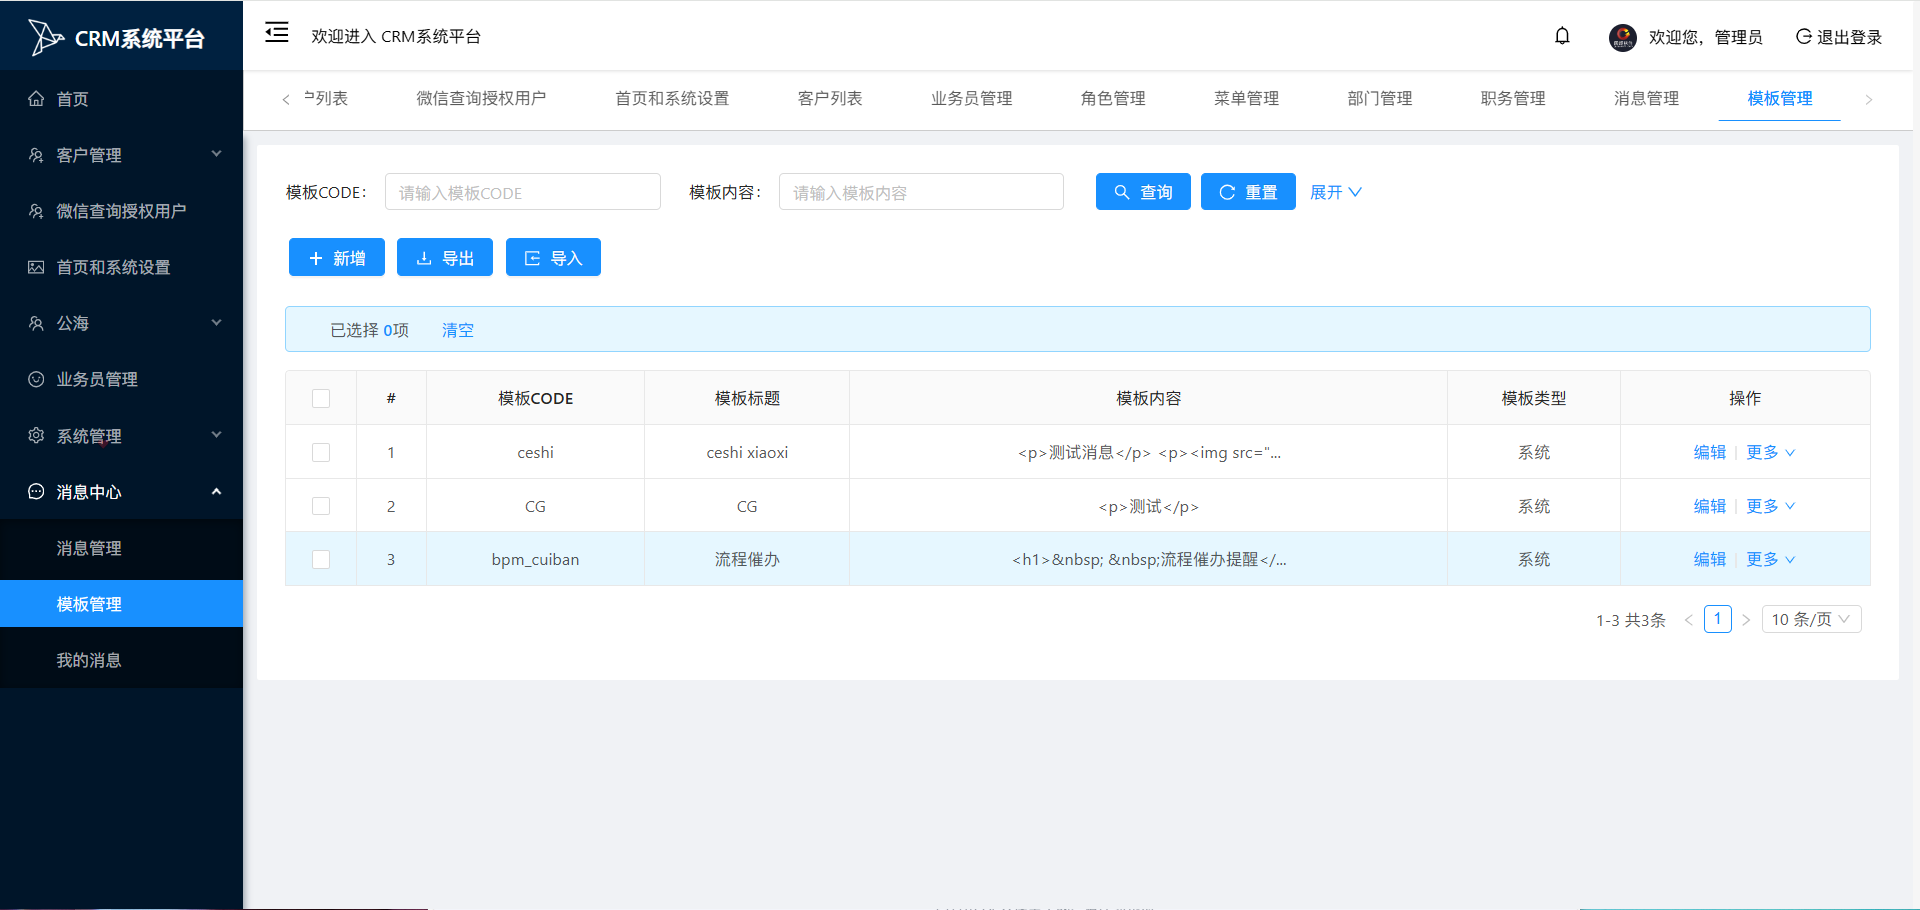 CRM系统平台
欢迎进入 CRM系统平台
欢迎您，管理员
退出登录
首页
客户管理
微信查询授权用户
首页和系统设置
公海
业务员管理
系统管理
消息中心
消息管理
模板管理
我的消息
列表
微信查询授权用户
首页和系统设置
客户列表
业务员管理
角色管理
菜单管理
部门管理
职务管理
消息管理
模板管理
模板CODE：
请输入模板CODE
模板内容：
请输入模板内容
查询
重置
展开
新增
导出
导入
已选择 0项 清空
# 模板CODE 模板标题 模板内容 模板类型 操作
1 ceshi ceshi xiaoxi <p>测试消息</p> <p><img src="... 系统 编辑 更多
2 CG CG <p>测试</p> 系统 编辑 更多
3 bpm_cuiban 流程催办 <h1>&nbsp; &nbsp;流程催办提醒</... 系统 编辑 更多
1-3 共3条 < 1 > 10 条/页